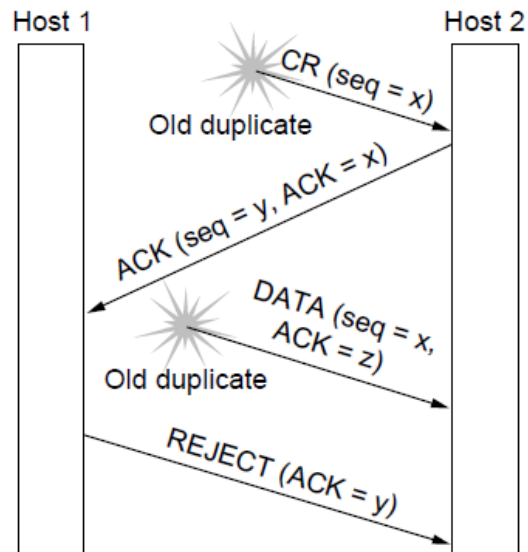 Host 1
Host 2
CR (seq = x)
Old duplicate
ACK (seq = y, ACK = x)
DATA (seq = x,
ACK = z)
Old duplicate
REJECT (ACK = y)